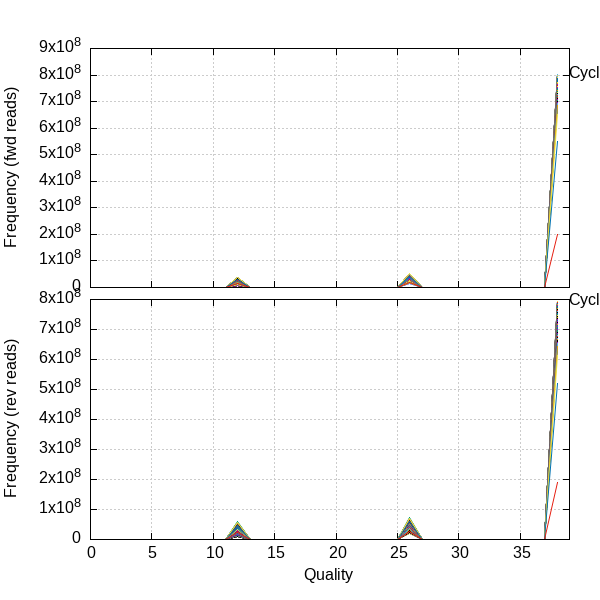 Frequency (fwd reads)
9x10^8
8x10^8
7x10^8
6x10^8
5x10^8
4x10^8
3x10^8
2x10^8
1x10^8
0
Cycl
Frequency (rev reads)
8x10^8
7x10^8
6x10^8
5x10^8
4x10^8
3x10^8
2x10^8
1x10^8
0
Cycl
0 5 10 15 20 25 30 35
Quality